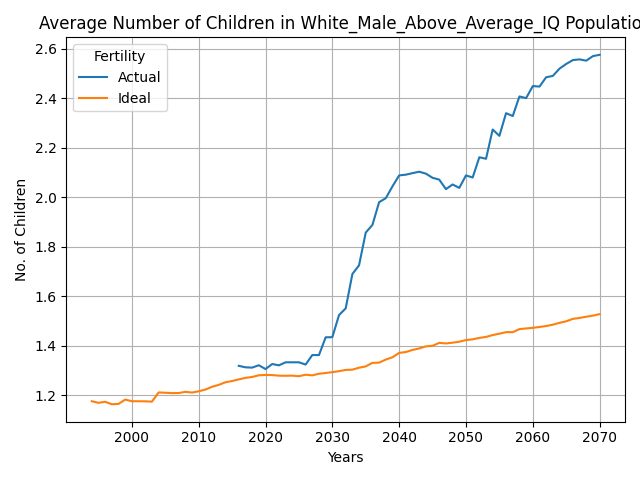 Average Number of Children in White_Male_Above_Average_IQ Populatio
Fertility
Actual
Ideal
2.6
2.4
2.2
2.0
1.8
1.6
1.4
1.2
No. of Children
2000 2010 2020 2030 2040 2050 2060 2070
Years